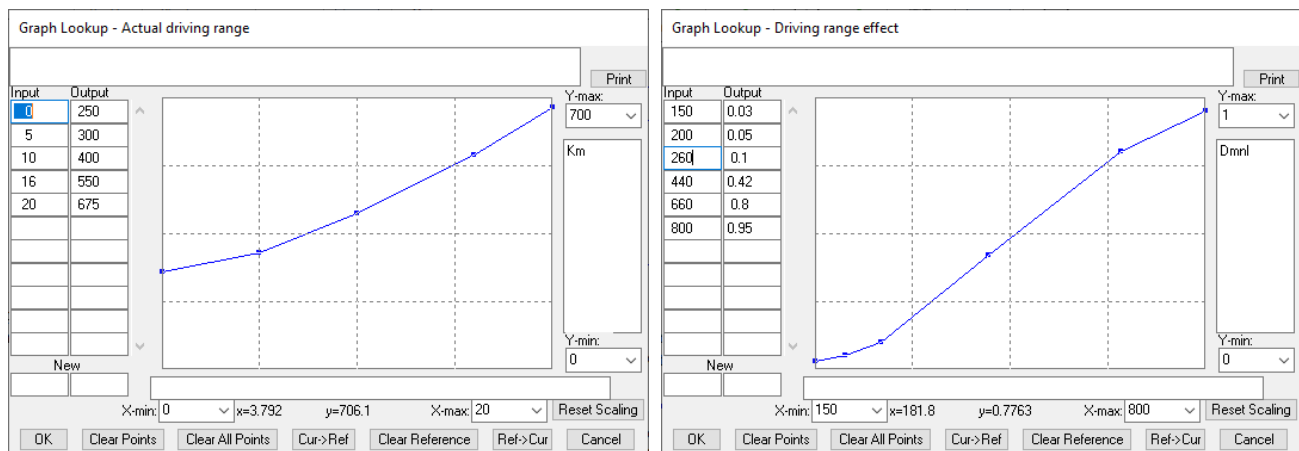 Graph Lookup - Actual driving range
Print
Input Output
0 250
5 300
10 400
16 550
20 675
New
Y-max:
700
Km
Y-min:
0
X-min: 0 x=3.792 y=706.1 X-max: 20 Reset Scaling
OK Clear Points Clear All Points Cur->Ref Clear Reference Ref->Cur Cancel
Graph Lookup - Driving range effect
Print
Input Output
150 0.03
200 0.05
260 0.1
440 0.42
660 0.8
800 0.95
New
Y-max:
1
Dmnl
Y-min:
0
X-min: 150 x=181.8 y=0.7763 X-max: 800 Reset Scaling
OK Clear Points Clear All Points Cur->Ref Clear Reference Ref->Cur Cancel